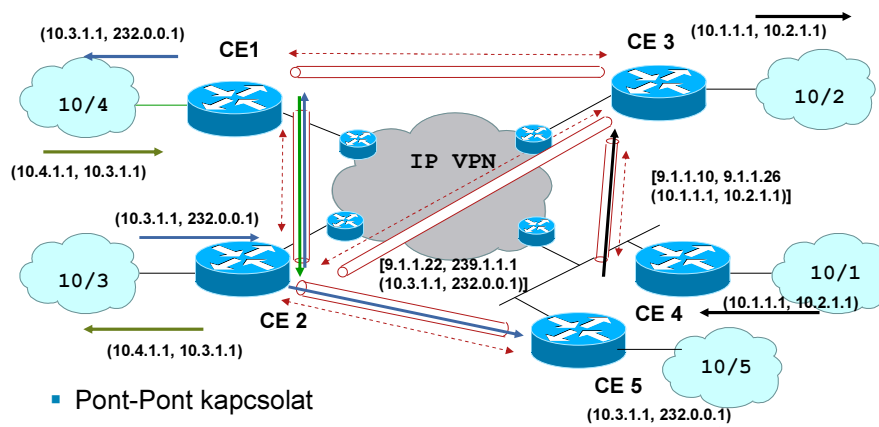 (10.3.1.1, 232.0.0.1)
CE1
CE 3
(10.1.1.1, 10.2.1.1)
10/4
10/2
IP VPN
(10.4.1.1, 10.3.1.1)
[9.1.1.10, 9.1.1.26
(10.1.1.1, 10.2.1.1)]
(10.3.1.1, 232.0.0.1)
[9.1.1.22, 239.1.1.1
(10.3.1.1, 232.0.0.1)]
10/3
10/1
CE 2
CE 4
(10.1.1.1, 10.2.1.1)
(10.4.1.1, 10.3.1.1)
10/5
CE 5
▪ Pont-Pont kapcsolat
(10.3.1.1, 232.0.0.1)